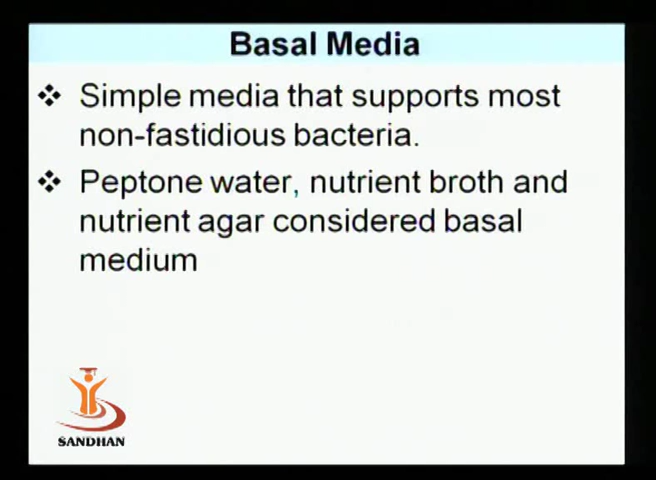 Basal Media
❖ Simple media that supports most
non-fastidious bacteria.
❖ Peptone water, nutrient broth and
nutrient agar considered basal
medium
SANDHAN